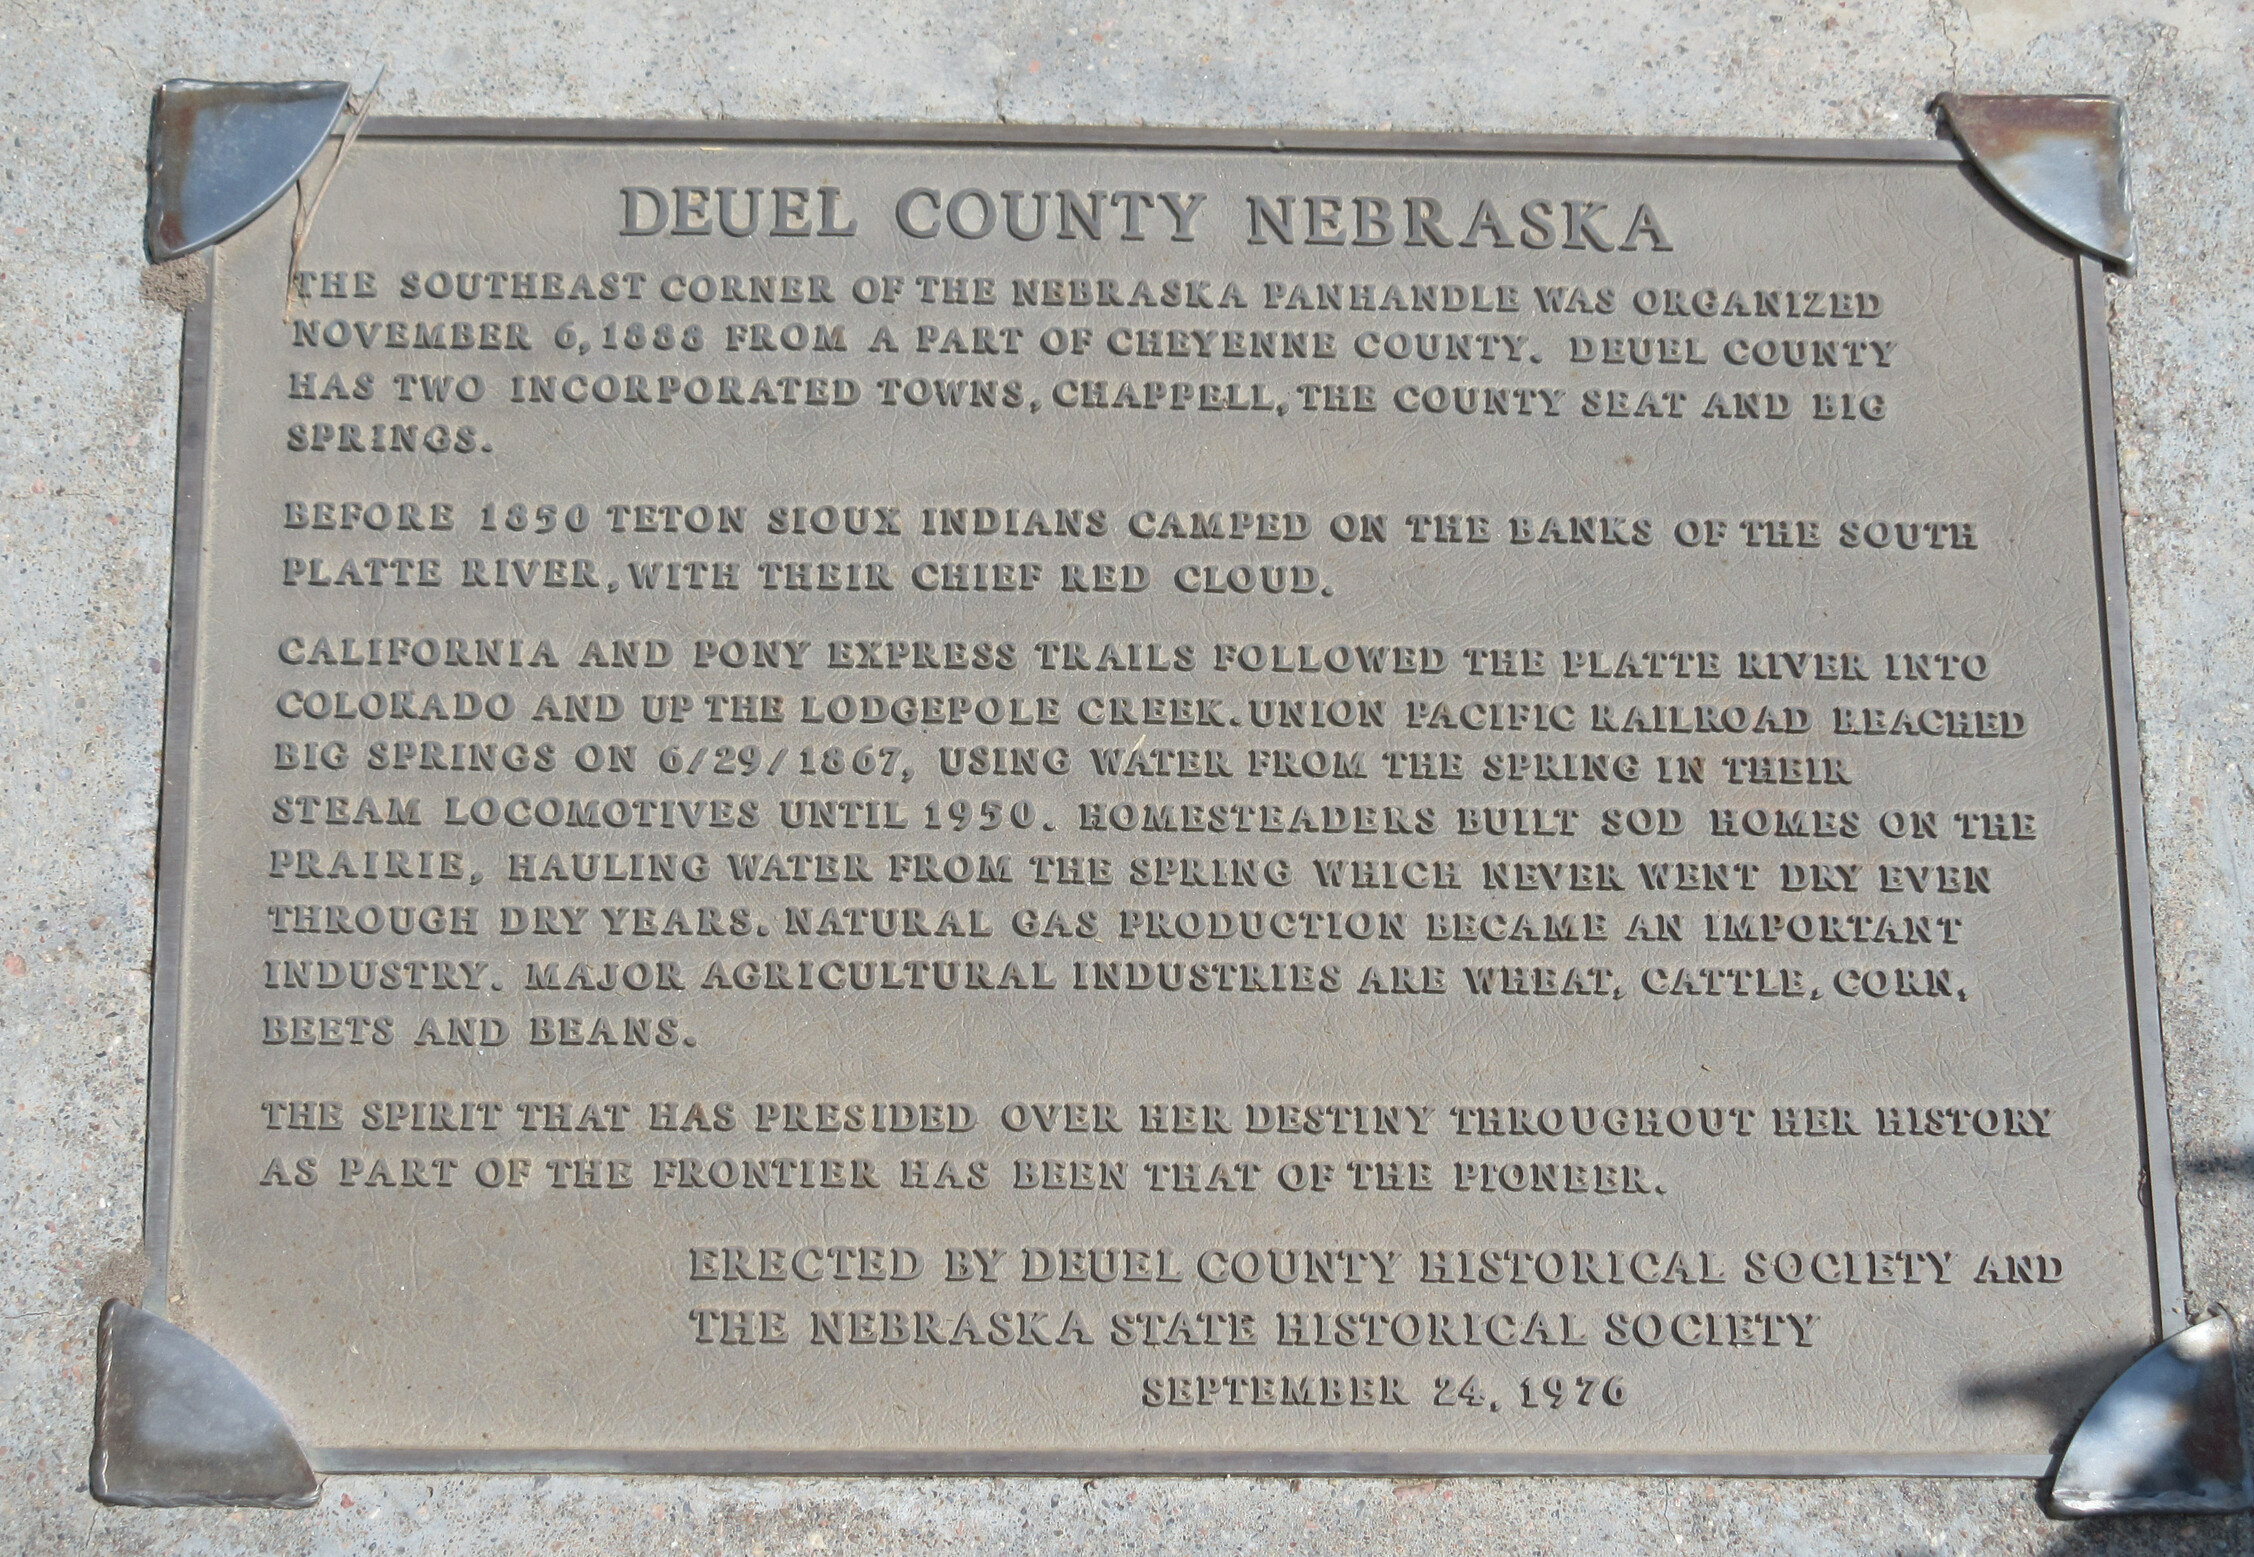 DEUEL COUNTY NEBRASKA
THE SOUTHEAST CORNER OF THE NEBRASKA PANHANDLE WAS ORGANIZED
NOVEMBER 6, 1888 FROM A PART OF CHEYENNE COUNTY. DEUEL COUNTY
HAS TWO INCORPORATED TOWNS, CHAPPELL, THE COUNTY SEAT AND BIG
SPRINGS.
BEFORE 1850 TETON SIOUX INDIANS CAMPED ON THE BANKS OF THE SOUTH
PLATTE RIVER, WITH THEIR CHIEF RED CLOUD.
CALIFORNIA AND PONY EXPRESS TRAILS FOLLOWED THE PLATTE RIVER INTO
COLORADO AND UP THE LODGEPOLE CREEK. UNION PACIFIC RAILROAD REACHED
BIG SPRINGS ON 6/29/1867, USING WATER FROM THE SPRING IN THEIR
STEAM LOCOMOTIVES UNTIL 1950. HOMESTEADERS BUILT SOD HOMES ON THE
PRAIRIE, HAULING WATER FROM THE SPRING WHICH NEVER WENT DRY EVEN
THROUGH DRY YEARS. NATURAL GAS PRODUCTION BECAME AN IMPORTANT
INDUSTRY. MAJOR AGRICULTURAL INDUSTRIES ARE WHEAT, CATTLE, CORN,
BEETS AND BEANS.
THE SPIRIT THAT HAS PRESIDED OVER HER DESTINY THROUGHOUT HER HISTORY
AS PART OF THE FRONTIER HAS BEEN THAT OF THE PIONEER.
ERECTED BY DEUEL COUNTY HISTORICAL SOCIETY AND
THE NEBRASKA STATE HISTORICAL SOCIETY
SEPTEMBER 24, 1976